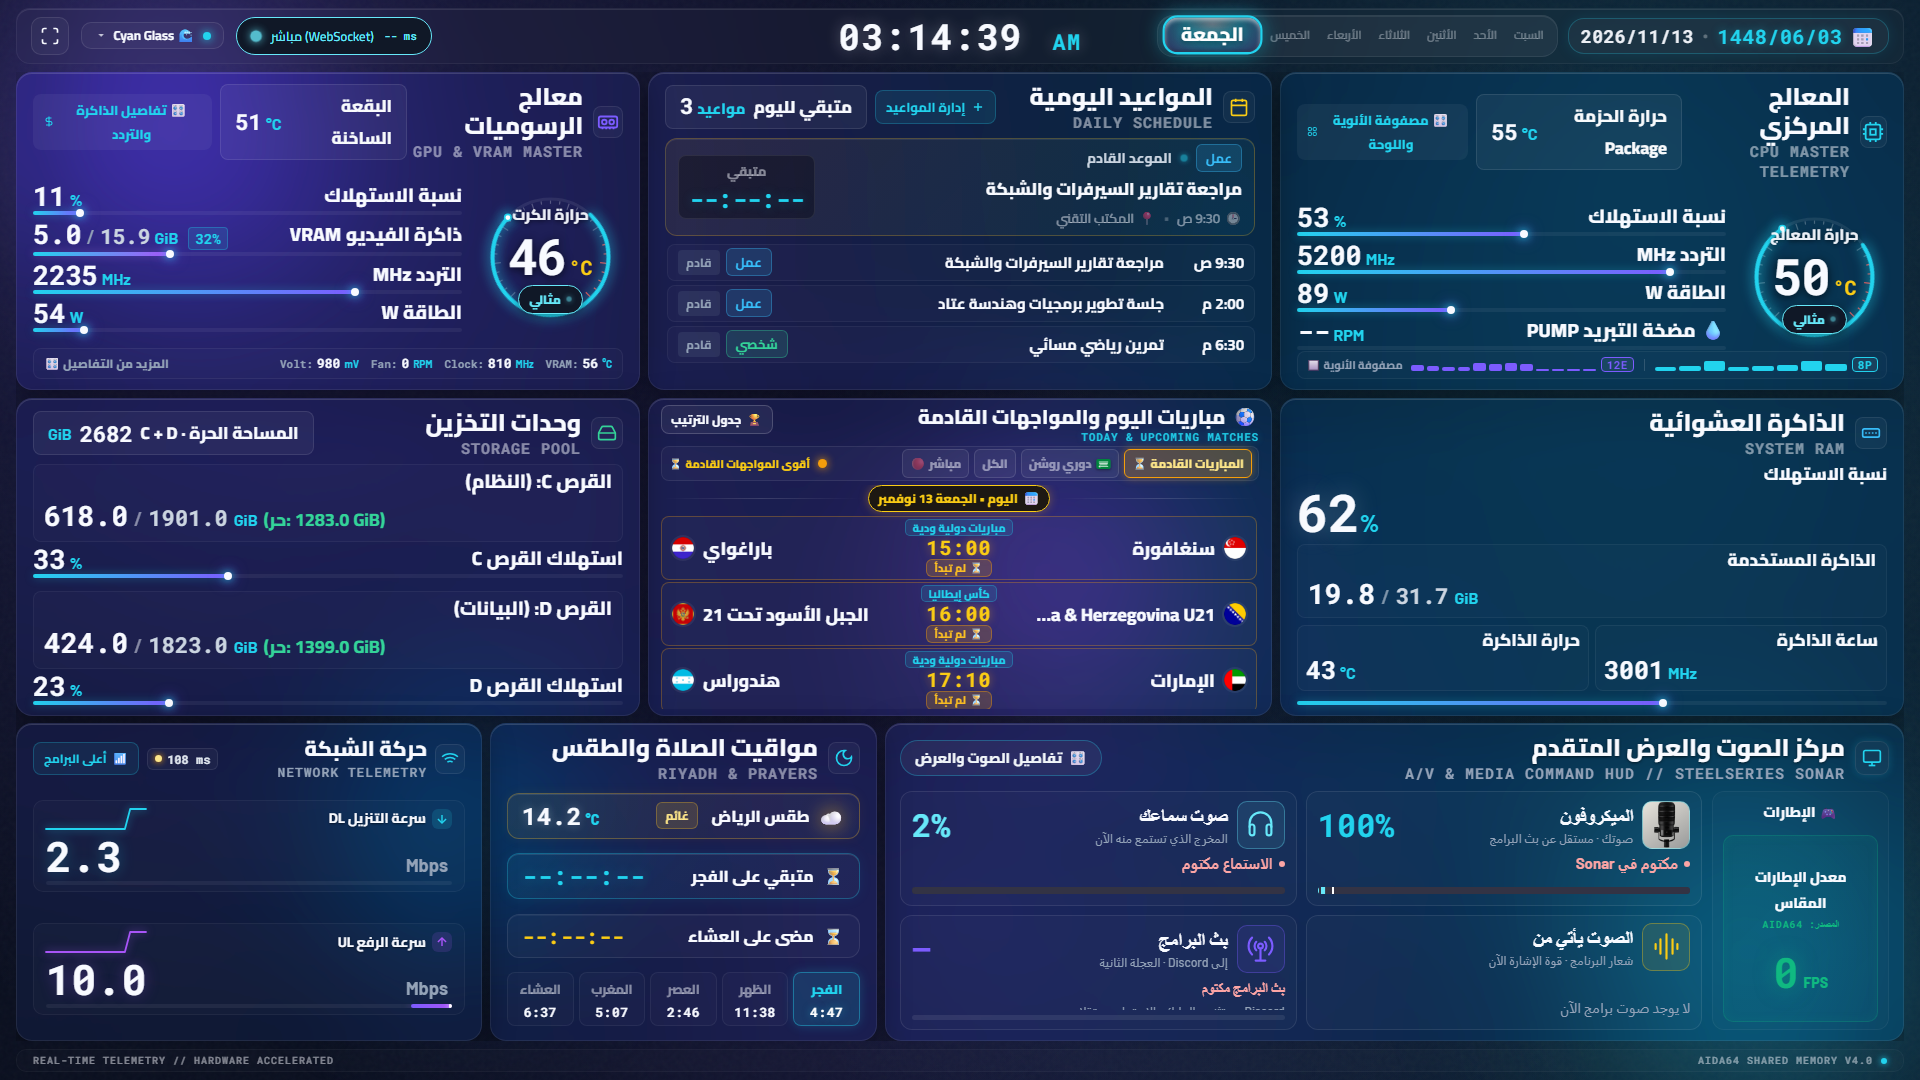 2026/11/13 • 1448/06/03
السبت الأحد الأثنين الثلاثاء الأربعاء الخميس الجمعة
03:14:39 AM
مباشر (WebSocket) -- ms
Cyan Glass
المعالج المركزي
CPU MASTER TELEMETRY
حرارة الحزمة Package
55 °C
مصفوفة الأنوية واللوحة
حرارة المعالج
50 °C
مثالي
نسبة الاستهلاك
53 %
التردد MHz
5200 MHz
الطاقة W
89 W
مضخة التبريد PUMP
-- RPM
8P
12E
مصفوفة الأنوية
المواعيد اليومية
DAILY SCHEDULE
+ إدارة المواعيد
متبقي لليوم 3 مواعيد
عمل • الموعد القادم
مراجعة تقارير السيرفرات والشبكة
9:30 ص • المكتب التقني
متبقي
--:--:--
9:30 ص مراجعة تقارير السيرفرات والشبكة عمل قادم
2:00 م جلسة تطوير برمجيات وهندسة عتاد عمل قادم
6:30 م تمرين رياضي مسائي شخصي قادم
معالج الرسوميات
GPU & VRAM MASTER
البقعة الساخنة
51 °C
تفاصيل الذاكرة والتردد
حرارة الكرت
46 °C
مثالي
نسبة الاستهلاك
11 %
ذاكرة الفيديو VRAM
5.0 / 15.9 GiB 32%
التردد MHz
2235 MHz
الطاقة W
54 W
Volt: 980 mV Fan: 0 RPM Clock: 810 MHz VRAM: 56 °C
المزيد من التفاصيل
الذاكرة العشوائية
SYSTEM RAM
نسبة الاستهلاك
62%
الذاكرة المستخدمة
19.8 / 31.7 GiB
ساعة الذاكرة
3001 MHz
حرارة الذاكرة
43 °C
مباريات اليوم والمواجهات القادمة
TODAY & UPCOMING MATCHES
جدول الترتيب
المباريات القادمة
دوري روشن
الكل
مباشر
أقوى المواجهات القادمة
اليوم • الجمعة 13 نوفمبر
مباريات دولية ودية
سنغافورة 15:00 باراغواي
لم تبدأ
كأس إيطاليا
...a & Herzegovina U21 16:00 الجبل الأسود تحت 21
لم تبدأ
مباريات دولية ودية
الإمارات 17:10 هندوراس
لم تبدأ
وحدات التخزين
STORAGE POOL
المساحة الحرة · C + D 2682 GiB
القرص C: (النظام)
618.0 / 1901.0 GiB (حر: 1283.0 GiB)
استهلاك القرص C
33 %
القرص D: (البيانات)
424.0 / 1823.0 GiB (حر: 1399.0 GiB)
استهلاك القرص D
23 %
مركز الصوت والعرض المتقدم
A/V & MEDIA COMMAND HUD // STEELSERIES SONAR
تفاصيل الصوت والعرض
الإطارات
معدل الإطارات المقاس
المصدر: AIDA64
0 FPS
الميكروفون
صوتك · مستقل عن بث البرامج
100%
مكتوم في Sonar
صوت سماعك
المخرج الذي تستمع منه الآن
2%
الاستماع مكتوم
الصوت يأتي من
شعار البرنامج · قوة الإشارة الآن
لا يوجد صوت برامج الآن
بث البرامج
إلى Discord · العجلة الثانية
—
بث البرامج مكتوم
مواقيت الصلاة والطقس
RIYADH & PRAYERS
طقس الرياض غائم 14.2 °C
متبقي على الفجر --:--:--
مضى على العشاء --:--:--
الفجر الظهر العصر المغرب العشاء
4:47 11:38 2:46 5:07 6:37
حركة الشبكة
NETWORK TELEMETRY
108 ms
أعلى البرامج
سرعة التنزيل DL
2.3 Mbps
سرعة الرفع UL
10.0 Mbps
REAL-TIME TELEMETRY // HARDWARE ACCELERATED
AIDA64 SHARED MEMORY V4.0